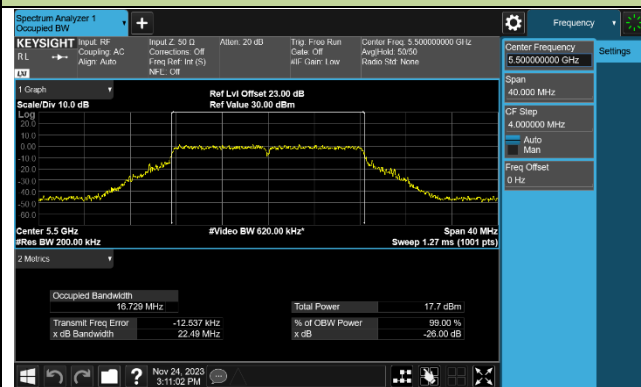 Spectrum Analyzer 1
Occupied BW
Frequency
KEYSIGHT
RL
LXI
Input: RF
Coupling: AC
Align: Auto
Input Z: 50 Ω
Corrections: Off
Freq Ref: Int (S)
NFE: Off
Atten: 20 dB
Trig: Free Run
Gate: Off
#IF Gain: Low
Center Freq: 5.500000000 GHz
Avg|Hold: 50/50
Radio Std: None
Center Frequency
5.500000000 GHz
Settings
Span
40.000 MHz
CF Step
4.000000 MHz
Auto
Man
Freq Offset
0 Hz
1 Graph
Scale/Div 10.0 dB
Ref Lvl Offset 23.00 dB
Ref Value 30.00 dBm
Log
20.0
10.0
0.00
-10.0
-20.0
-30.0
-40.0
-50.0
-60.0
Center 5.5 GHz
#Video BW 620.00 kHz*
Span 40 MHz
#Res BW 200.00 kHz
Sweep 1.27 ms (1001 pts)
2 Metrics
Occupied Bandwidth
16.729 MHz
Total Power
17.7 dBm
Transmit Freq Error
-12.537 kHz
% of OBW Power
99.00 %
x dB Bandwidth
22.49 MHz
x dB
-26.00 dB
?
Nov 24, 2023
3:11:02 PM